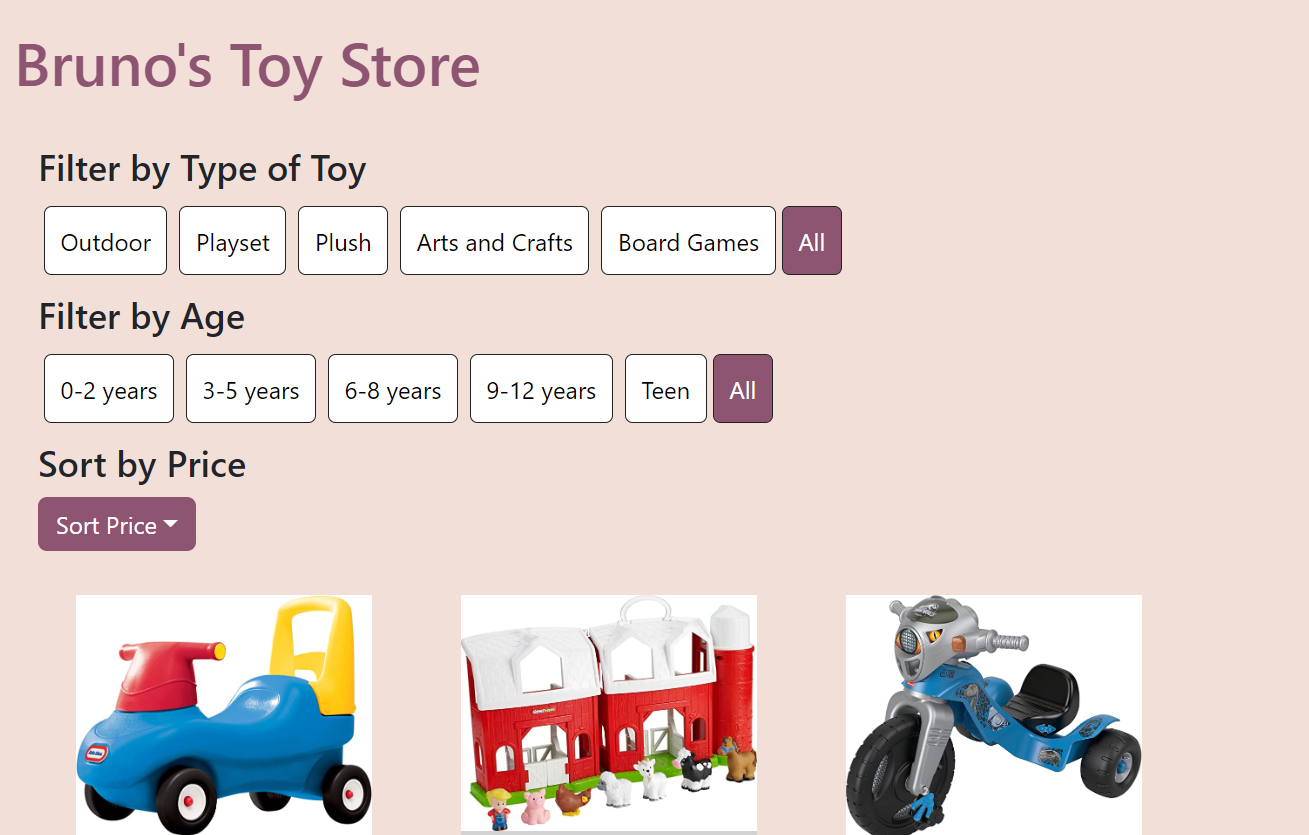 Bruno's Toy Store
Filter by Type of Toy
Outdoor Playset Plush Arts and Crafts Board Games All
Filter by Age
0-2 years 3-5 years 6-8 years 9-12 years Teen All
Sort by Price
Sort Price